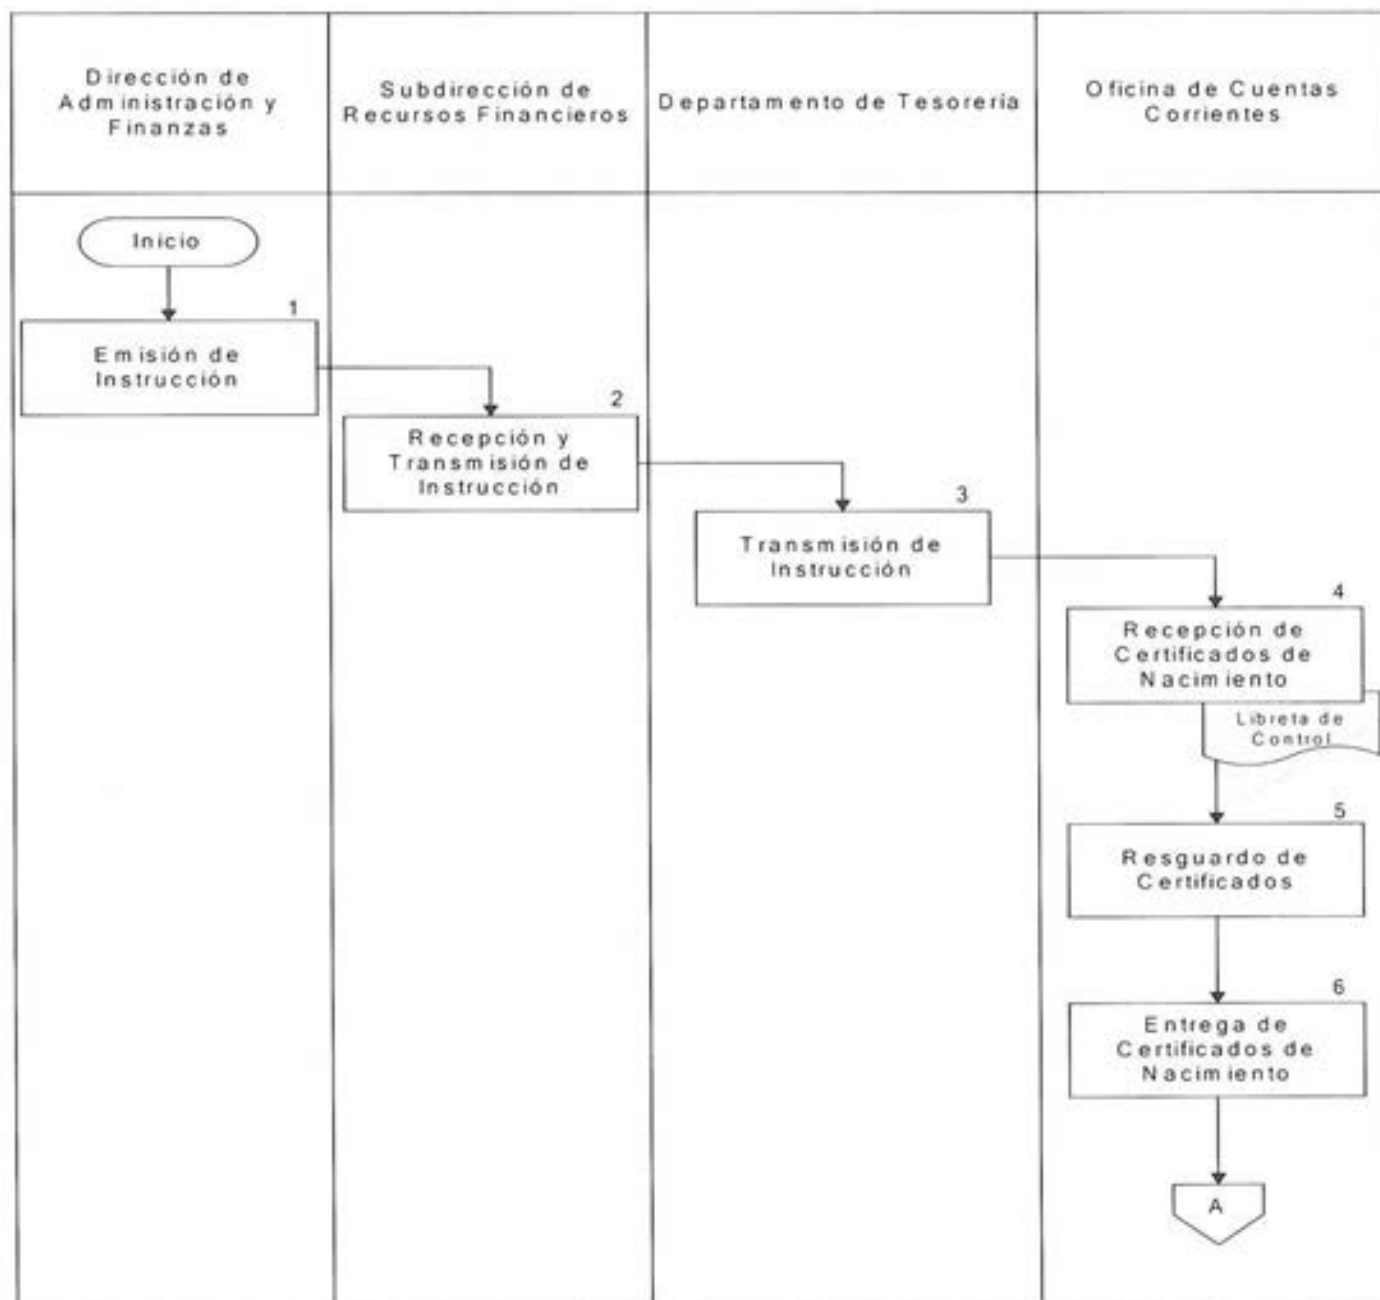 Dirección de
Administración y
Finanzas
Subdirección de
Recursos Financieros
Departamento de Tesorería
Oficina de Cuentas
Corrientes
Inicio
1
Emisión de
Instrucción
2
Recepción y
Transmisión de
Instrucción
3
Transmisión de
Instrucción
4
Recepción de
Certificados de
Nacimiento
Libreta de
Control
5
Resguardo de
Certificados
6
Entrega de
Certificados de
Nacimiento
A